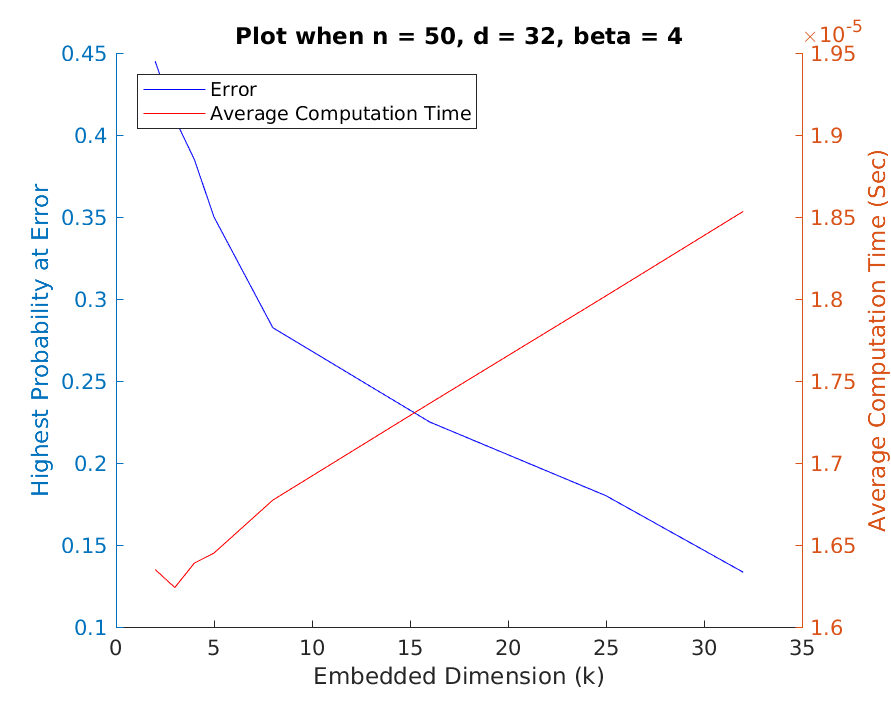 Plot when n = 50, d = 32, beta = 4
×10-5
Error
Average Computation Time
Highest Probability at Error
0.45
0.4
0.35
0.3
0.25
0.2
0.15
0.1
1.95
1.9
1.85
1.8
1.75
1.7
1.65
1.6
Average Computation Time (Sec)
0 5 10 15 20 25 30 35
Embedded Dimension (k)